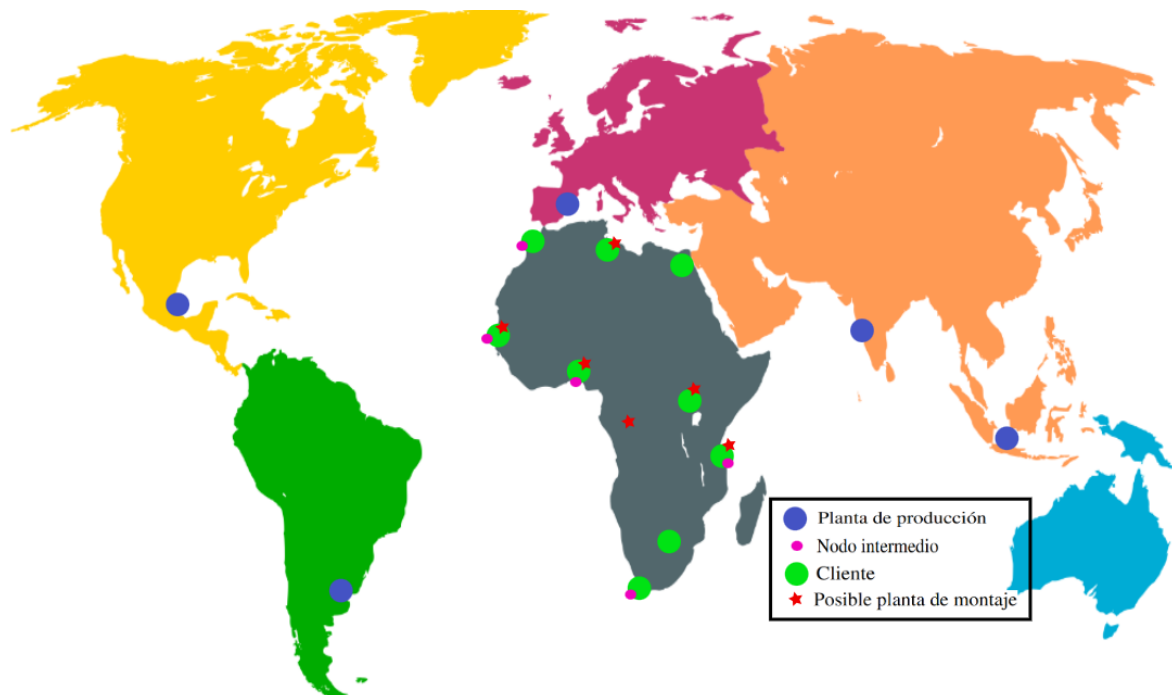 Planta de producción
Nodo intermedio
Cliente
Posible planta de montaje